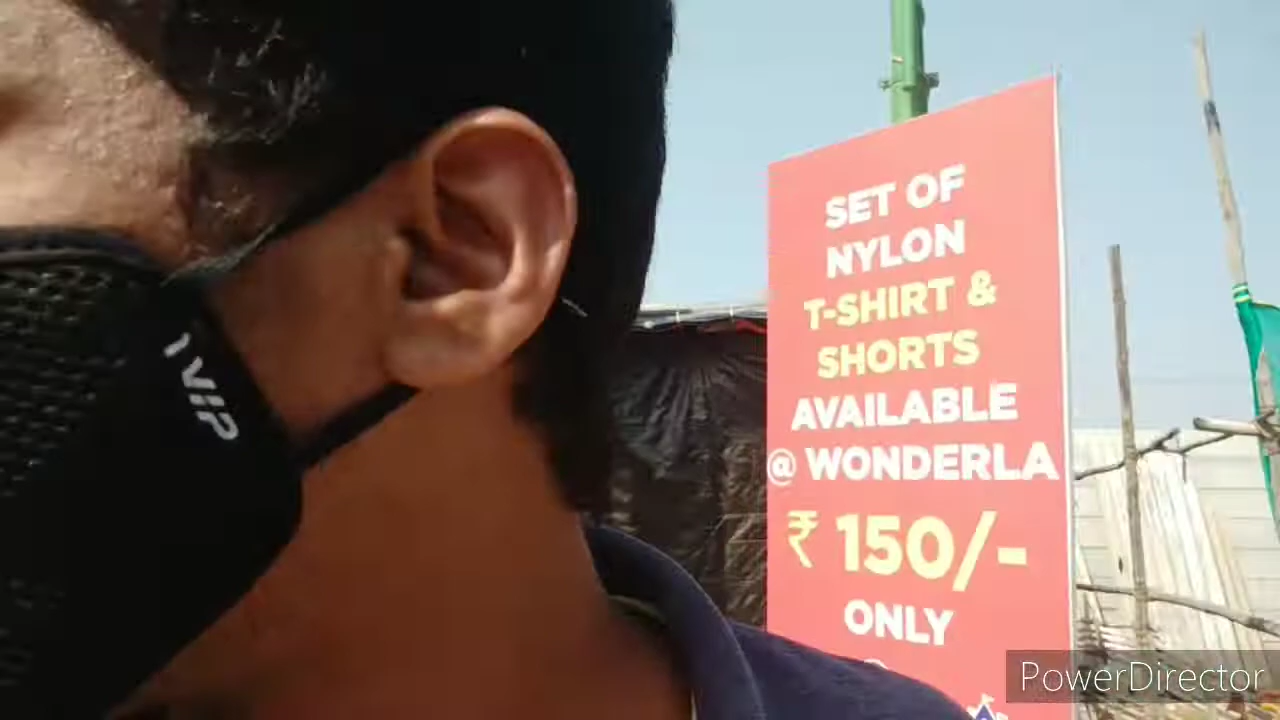 VIP
SET OF
NYLON
T-SHIRT &
SHORTS
AVAILABLE
@ WONDERLA
₹ 150/-
ONLY
PowerDirector